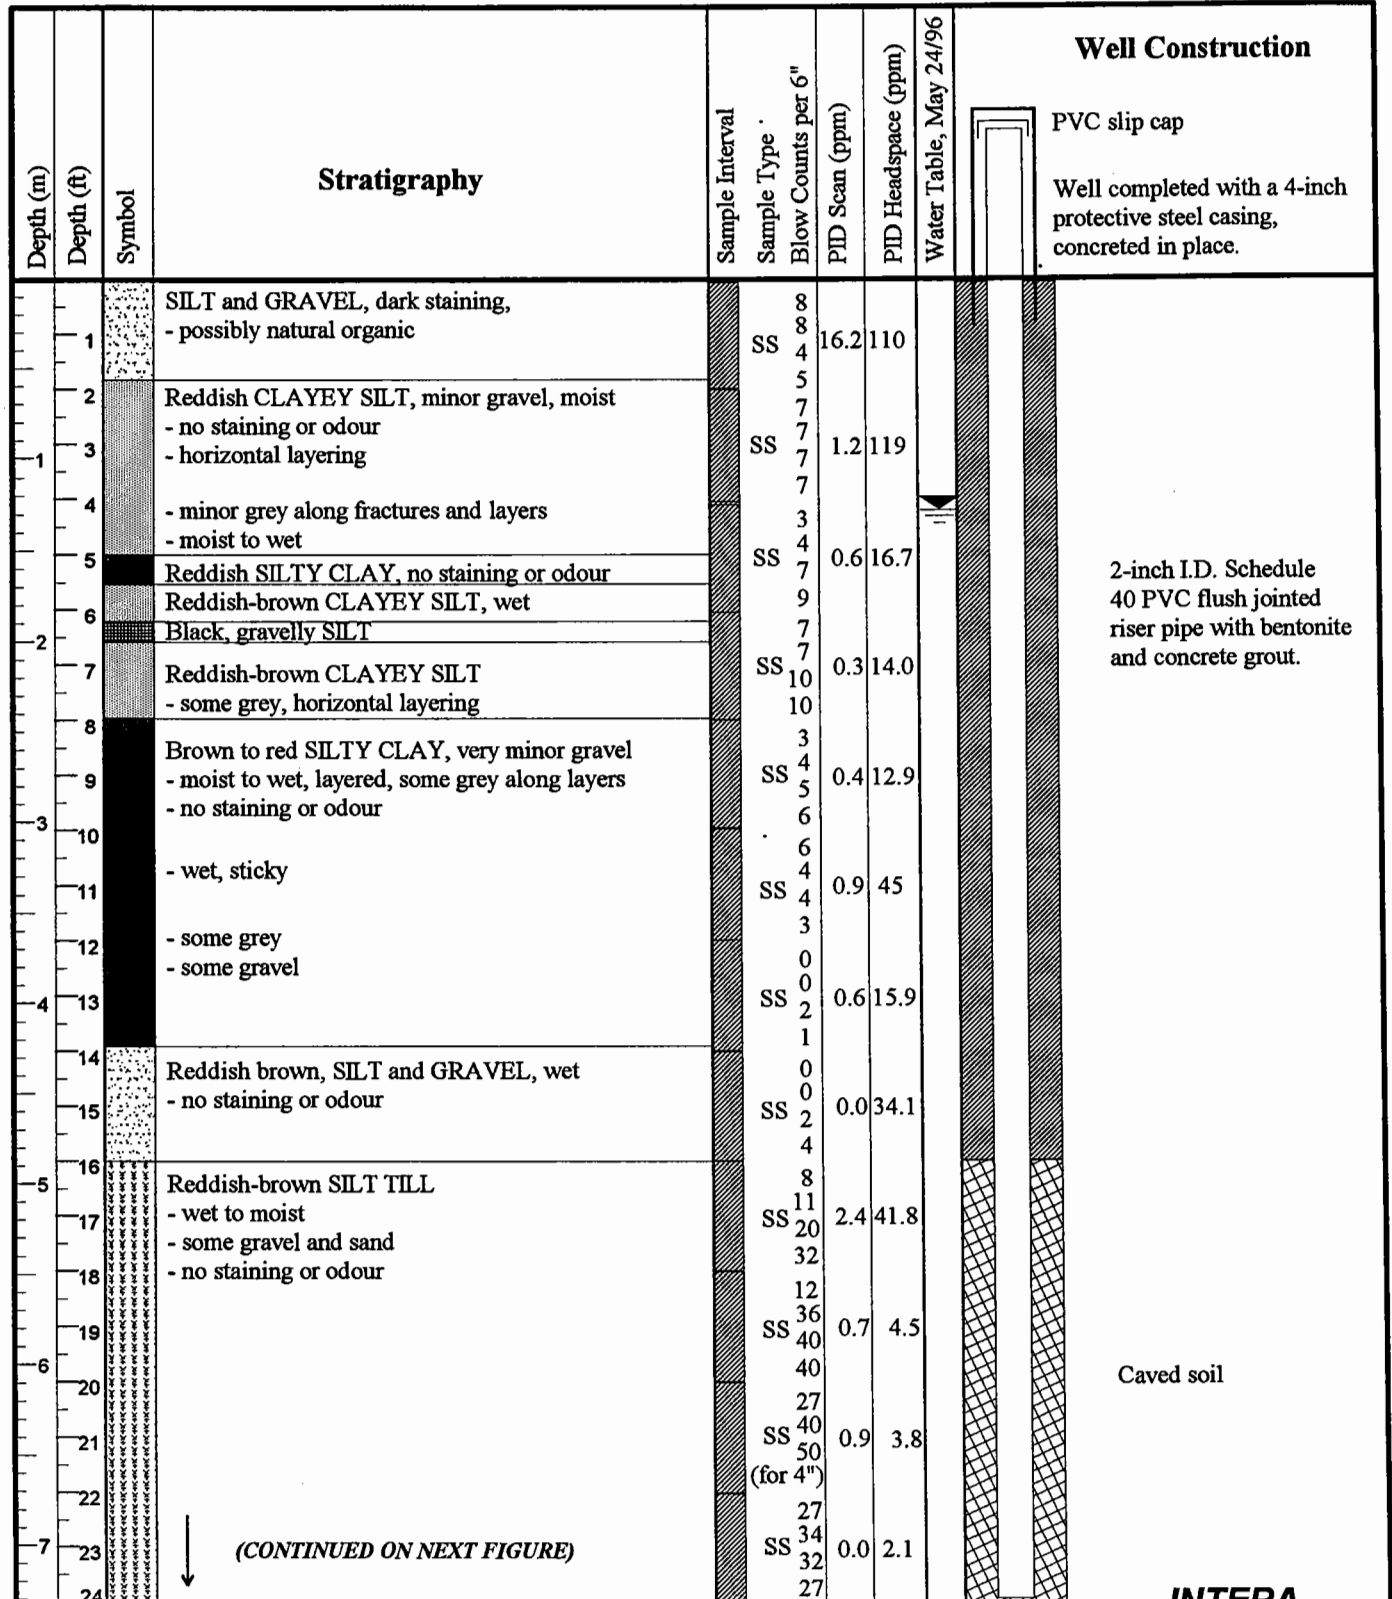 Depth (m)
Depth (ft)
Symbol
Stratigraphy
Sample Interval
Sample Type
Blow Counts per 6"
PID Scan (ppm)
PID Headspace (ppm)
Water Table, May 24/96
Well Construction
PVC slip cap
Well completed with a 4-inch
protective steel casing,
concreted in place.
SILT and GRAVEL, dark staining,
- possibly natural organic
1
8
8
SS 4 16.2 110
5
2
Reddish CLAYEY SILT, minor gravel, moist
- no staining or odour
- horizontal layering
1 3
7
7
SS 7 1.2 119
7
4
- minor grey along fractures and layers
- moist to wet
3
4
SS 7 0.6 16.7
9
5
Reddish SILTY CLAY, no staining or odour
Reddish-brown CLAYEY SILT, wet
6
Black, gravelly SILT
2
7
7
SS 10 0.3 14.0
10
7
Reddish-brown CLAYEY SILT
- some grey, horizontal layering
2-inch I.D. Schedule
40 PVC flush jointed
riser pipe with bentonite
and concrete grout.
8
Brown to red SILTY CLAY, very minor gravel
- moist to wet, layered, some grey along layers
- no staining or odour
9
3
4
SS 5 0.4 12.9
6
3 10
- wet, sticky
11
6
4
SS 4 0.9 45
3
12
- some grey
- some gravel
4 13
0
0
SS 2 0.6 15.9
1
14
Reddish brown, SILT and GRAVEL, wet
- no staining or odour
15
0
0
SS 2 0.0 34.1
4
16
5
Reddish-brown SILT TILL
- wet to moist
- some gravel and sand
- no staining or odour
17
8
11
SS 20 2.4 41.8
32
18
12
36
SS 40 0.7 4.5
40
19
6
20
Caved soil
27
40
SS 50 0.9 3.8
(for 4")
21
22
27
34
SS 32 0.0 2.1
27
7 23
(CONTINUED ON NEXT FIGURE)
24
INTERA